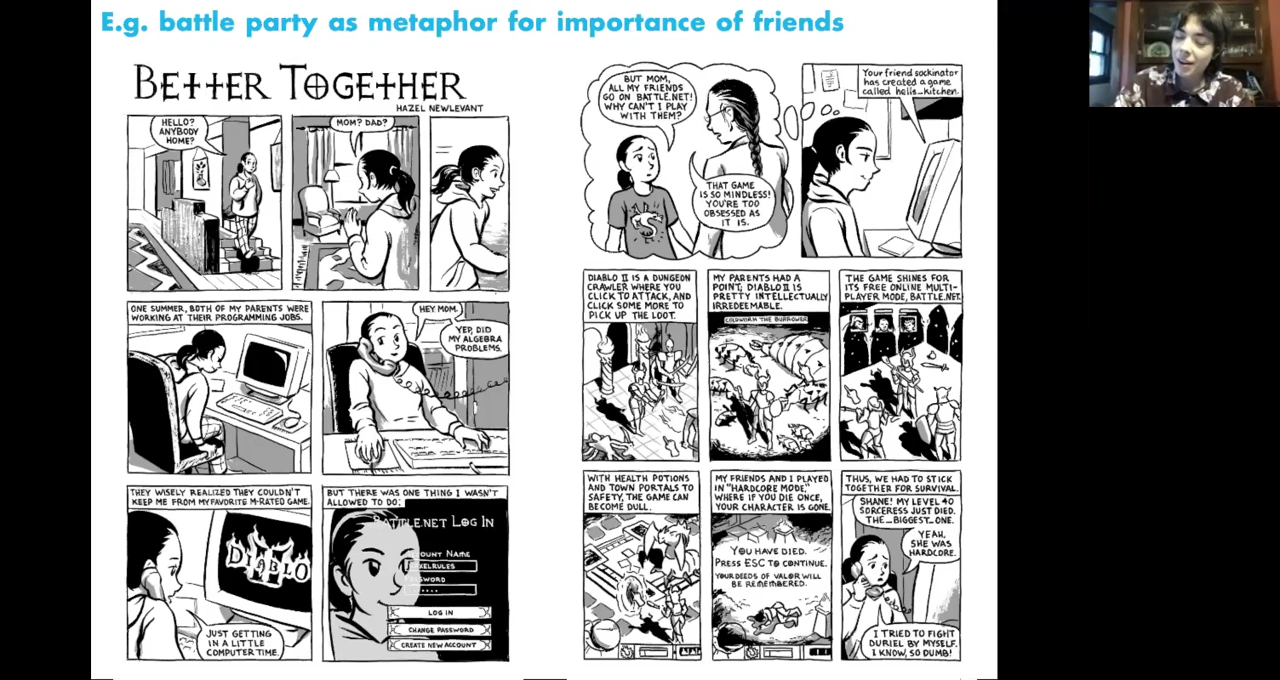 E.g. battle party as metaphor for importance of friends
BETTER TOGETHER
HAZEL NEWLEVANT
HELLO?
ANYBODY
HOME?
MOM? DAD?
ONE SUMMER, BOTH OF MY PARENTS WERE
WORKING AT THEIR PROGRAMMING JOBS.
HEY MOM.
YEP, DID
MY ALGEBRA
PROBLEMS.
THEY WISELY REALIZED THEY COULDN'T
KEEP ME FROM MY FAVORITE M-RATED GAME.
DIABLO
JUST GETTING
IN A LITTLE
COMPUTER TIME.
BUT THERE WAS ONE THING I WASN'T
ALLOWED TO DO:
BATTLE.NET LOG IN
OUNT NAME
XELRULES
SSWORD
LOG IN
CHANGE PASSWORD
CREATE NEW ACCOUNT
BUT MOM,
ALL MY FRIENDS
GO ON BATTLE.NET!
WHY CAN'T I PLAY
WITH THEM?
THAT GAME
IS SO MINDLESS!
YOU'RE TOO
OBSESSED AS
IT IS.
Your friend sockinator
has created a game
called hells_kitchen.
DIABLO II IS A DUNGEON
CRAWLER WHERE YOU
CLICK TO ATTACK, AND
CLICK SOME MORE TO
PICK UP THE LOOT.
MY PARENTS HAD A
POINT; DIABLO II IS
PRETTY INTELLECTUALLY
IRREDEEMABLE.
COLDWORM THE BURROWER
THE GAME SHINES FOR
ITS FREE ONLINE MULTI-
PLAYER MODE, BATTLE.NET.
WITH HEALTH POTIONS
AND TOWN PORTALS TO
SAFETY, THE GAME CAN
BECOME DULL.
MY FRIENDS AND I PLAYED
IN "HARDCORE MODE,"
WHERE IF YOU DIE ONCE,
YOUR CHARACTER IS GONE.
YOU HAVE DIED.
PRESS ESC TO CONTINUE.
YOUR DEEDS OF VALOR WILL
BE REMEMBERED.
THUS, WE HAD TO STICK
TOGETHER FOR SURVIVAL.
SHANE! MY LEVEL 40
SORCERESS JUST DIED.
THE_BIGGEST_ONE.
YEAH.
SHE WAS
HARDCORE.
I TRIED TO FIGHT
DURIEL BY MYSELF.
I KNOW, SO DUMB!